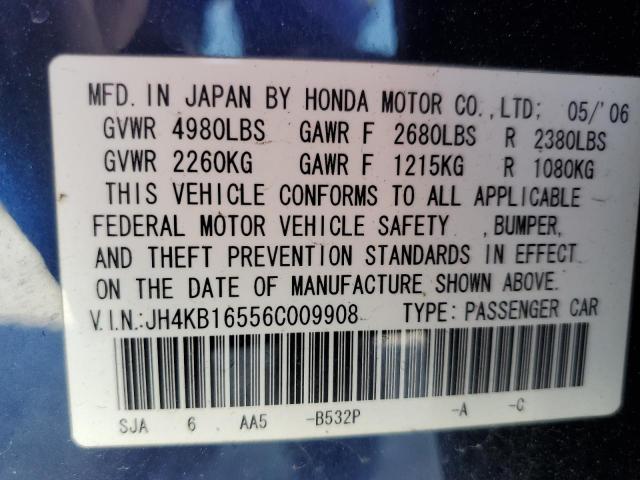 MFD. IN JAPAN BY HONDA MOTOR CO.,LTD; 05/'06
GVWR 4980LBS GAWR F 2680LBS R 2380LBS
GVWR 2260KG GAWR F 1215KG R 1080KG
THIS VEHICLE CONFORMS TO ALL APPLICABLE
FEDERAL MOTOR VEHICLE SAFETY ,BUMPER,
AND THEFT PREVENTION STANDARDS IN EFFECT
ON THE DATE OF MANUFACTURE SHOWN ABOVE.
V.I.N.:JH4KB16556C009908 TYPE: PASSENGER CAR
SJA 6 AA5 -B532P -A -C